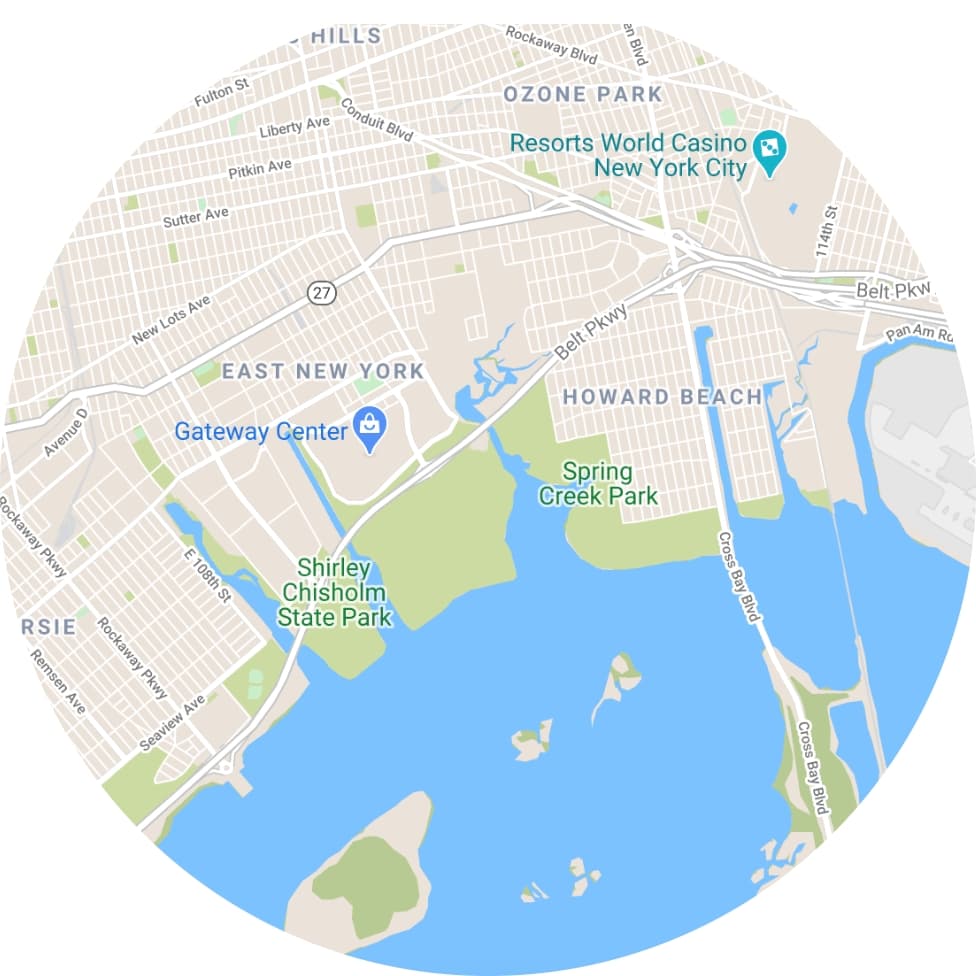 HILLS
Rockaway Blvd
en Blvd
Fulton St
OZONE PARK
Conduit Blvd
Liberty Ave
Resorts World Casino
New York City
Pitkin Ave
Sutter Ave
114th St
27
Belt Pkw
New Lots Ave
Belt Pkwy
Pan Am Rd
EAST NEW YORK
HOWARD BEACH
Avenue D
Gateway Center
Spring
Creek Park
Rockaway Pkwy
E 108th St
Shirley
Chisholm
State Park
Cross Bay Blvd
RSIE
Rockaway Pkwy
Remsen Ave
Seaview Ave
Cross Bay Blvd